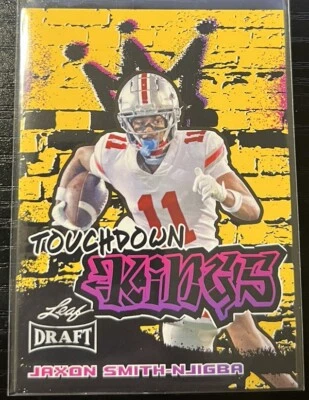 11
11
TOUCHDOWN
KINGS
Leaf
DRAFT
JAXON SMITH-NJIGBA